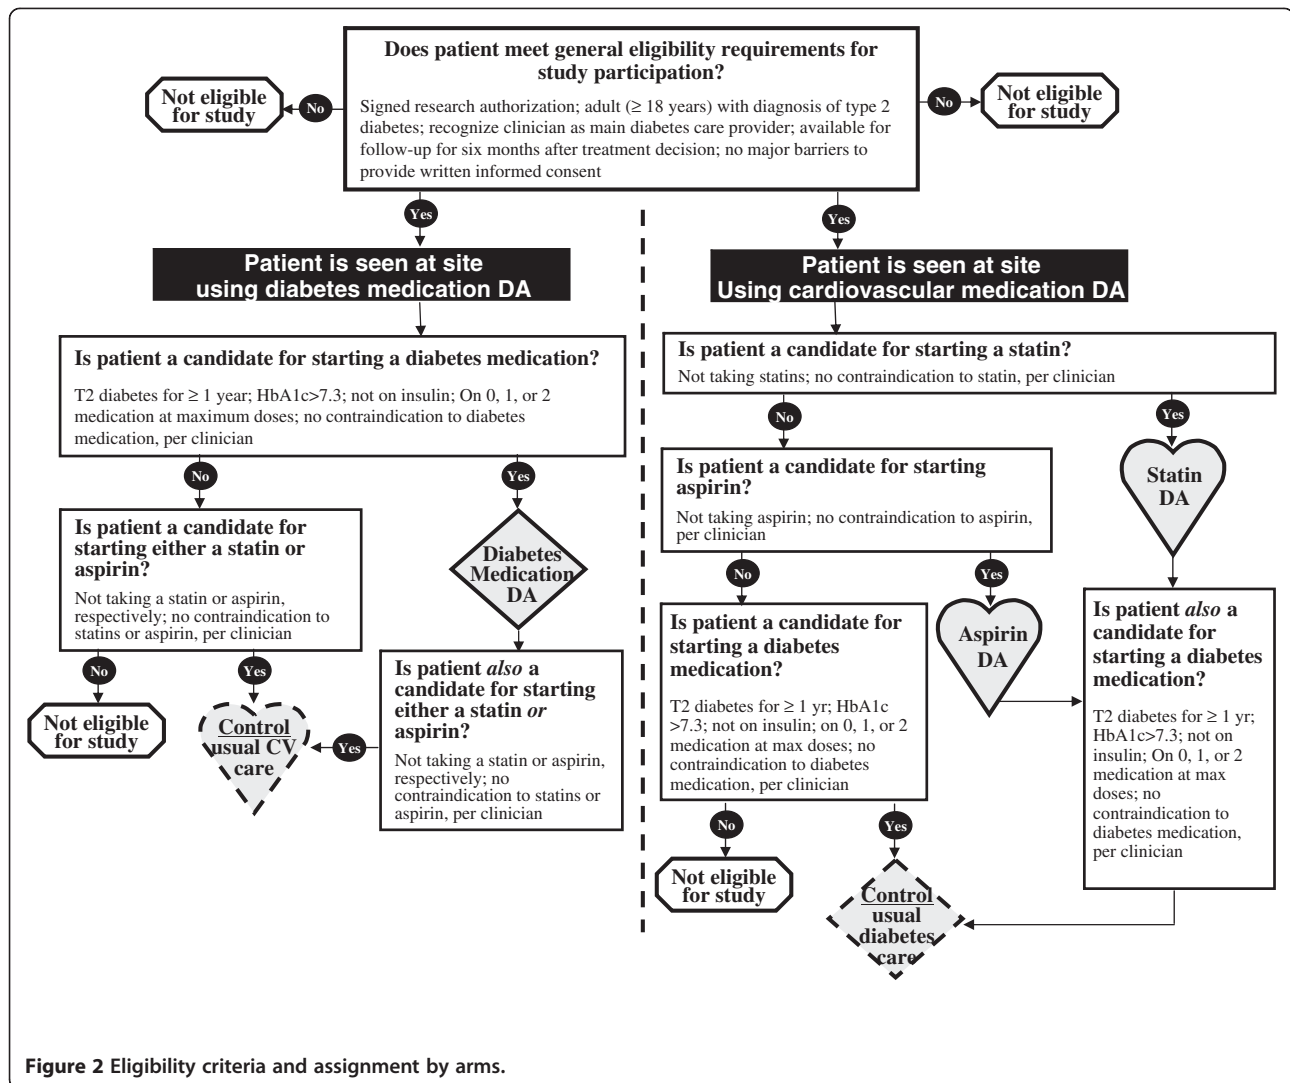 Does patient meet general eligibility requirements for
study participation?
Signed research authorization; adult (≥ 18 years) with diagnosis of type 2
diabetes; recognize clinician as main diabetes care provider; available for
follow-up for six months after treatment decision; no major barriers to
provide written informed consent
No
Not eligible
for study
No
Not eligible
for study
Yes
Yes
Patient is seen at site
using diabetes medication DA
Is patient a candidate for starting a diabetes medication?
T2 diabetes for ≥ 1 year; HbA1c>7.3; not on insulin; On 0, 1, or 2
medication at maximum doses; no contraindication to diabetes
medication, per clinician
No
Yes
Is patient a candidate for
starting either a statin or
aspirin?
Not taking a statin or aspirin,
respectively; no contraindication to
statins or aspirin, per clinician
Diabetes
Medication
DA
No
Yes
Not eligible
for study
Control
usual CV
care
Yes
Is patient also a
candidate for starting
either a statin or
aspirin?
Not taking a statin or aspirin,
respectively; no
contraindication to statins or
aspirin, per clinician
Patient is seen at site
Using cardiovascular medication DA
Is patient a candidate for starting a statin?
Not taking statins; no contraindication to statin, per clinician
No
Yes
Is patient a candidate for starting
aspirin?
Not taking aspirin; no contraindication to aspirin,
per clinician
Statin
DA
No
Yes
Is patient a candidate for
starting a diabetes
medication?
T2 diabetes for ≥ 1 yr; HbA1c
>7.3; not on insulin; on 0, 1, or 2
medication at max doses; no
contraindication to diabetes
medication, per clinician
Aspirin
DA
Is patient also a
candidate for
starting a diabetes
medication?
T2 diabetes for ≥ 1 yr;
HbA1c>7.3; not on
insulin; On 0, 1, or 2
medication at max
doses; no
contraindication to
diabetes medication,
per clinician
No
Yes
Not eligible
for study
Control
usual
diabetes
care
Figure 2 Eligibility criteria and assignment by arms.